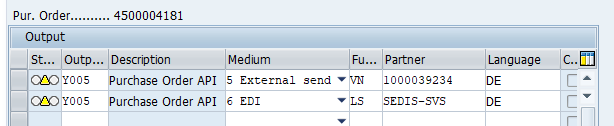 Pur. Order.......... 4500004181
Output
St... Outp... Description Medium Fu... Partner Language C...
Y005 Purchase Order API 5 External send VN 1000039234 DE
Y005 Purchase Order API 6 EDI LS SEDIS-SVS DE